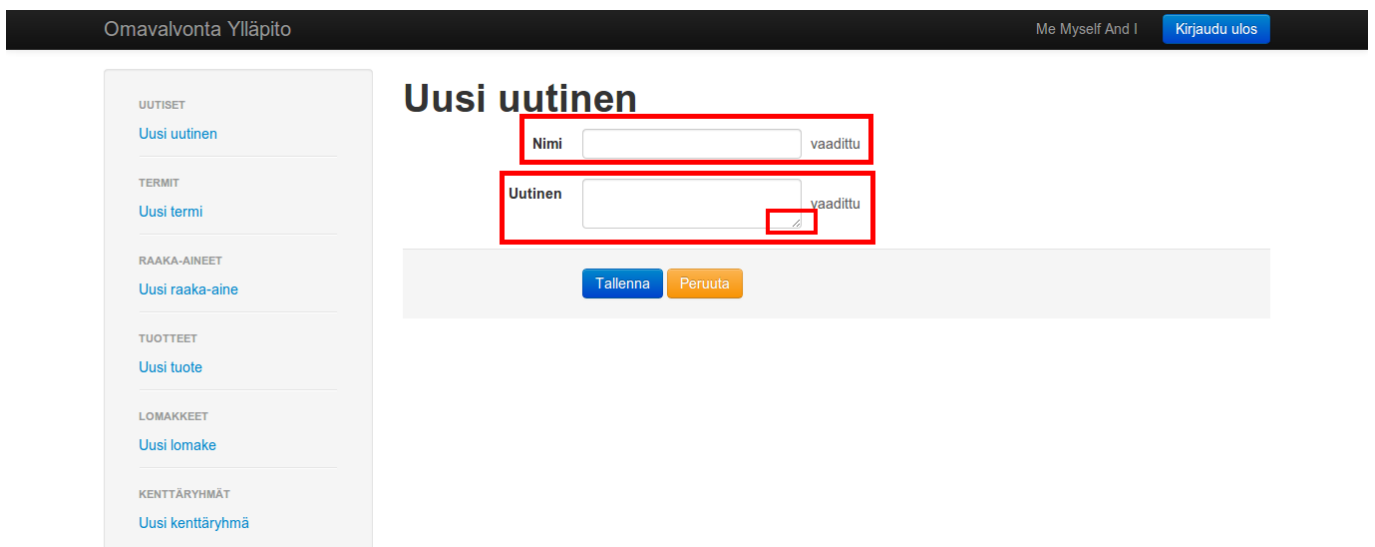 Omavalvonta Ylläpito
Me Myself And I
Kirjaudu ulos
UUTISET
Uusi uutinen
TERMIT
Uusi termi
RAAKA-AINEET
Uusi raaka-aine
TUOTTEET
Uusi tuote
LOMAKKEET
Uusi lomake
KENTTÄRYHMÄT
Uusi kenttäryhmä
Uusi uutinen
Nimi vaadittu
Uutinen vaadittu
Tallenna Peruuta